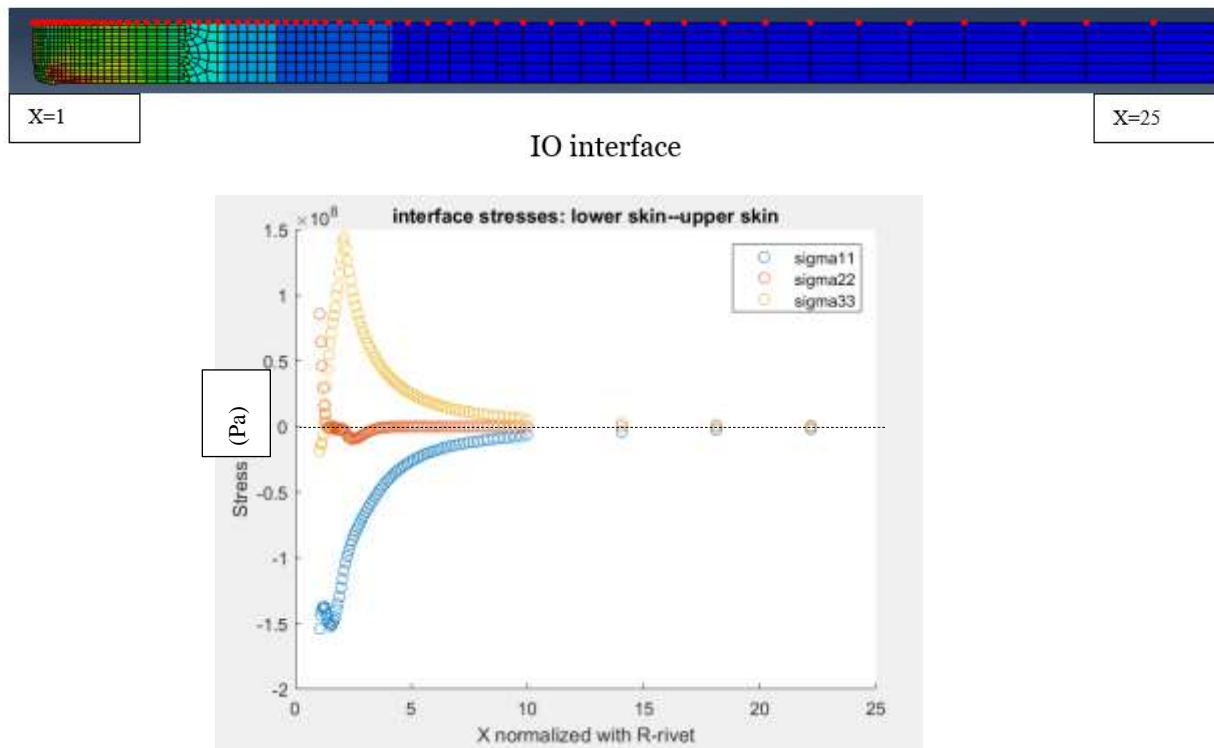 X=1
X=25
IO interface
interface stresses: lower skin--upper skin
×10⁸
1.5
1
0.5
0
-0.5
-1
-1.5
-2
Stress
(Pa)
sigma11
sigma22
sigma33
0
5
10
15
20
25
X normalized with R-rivet